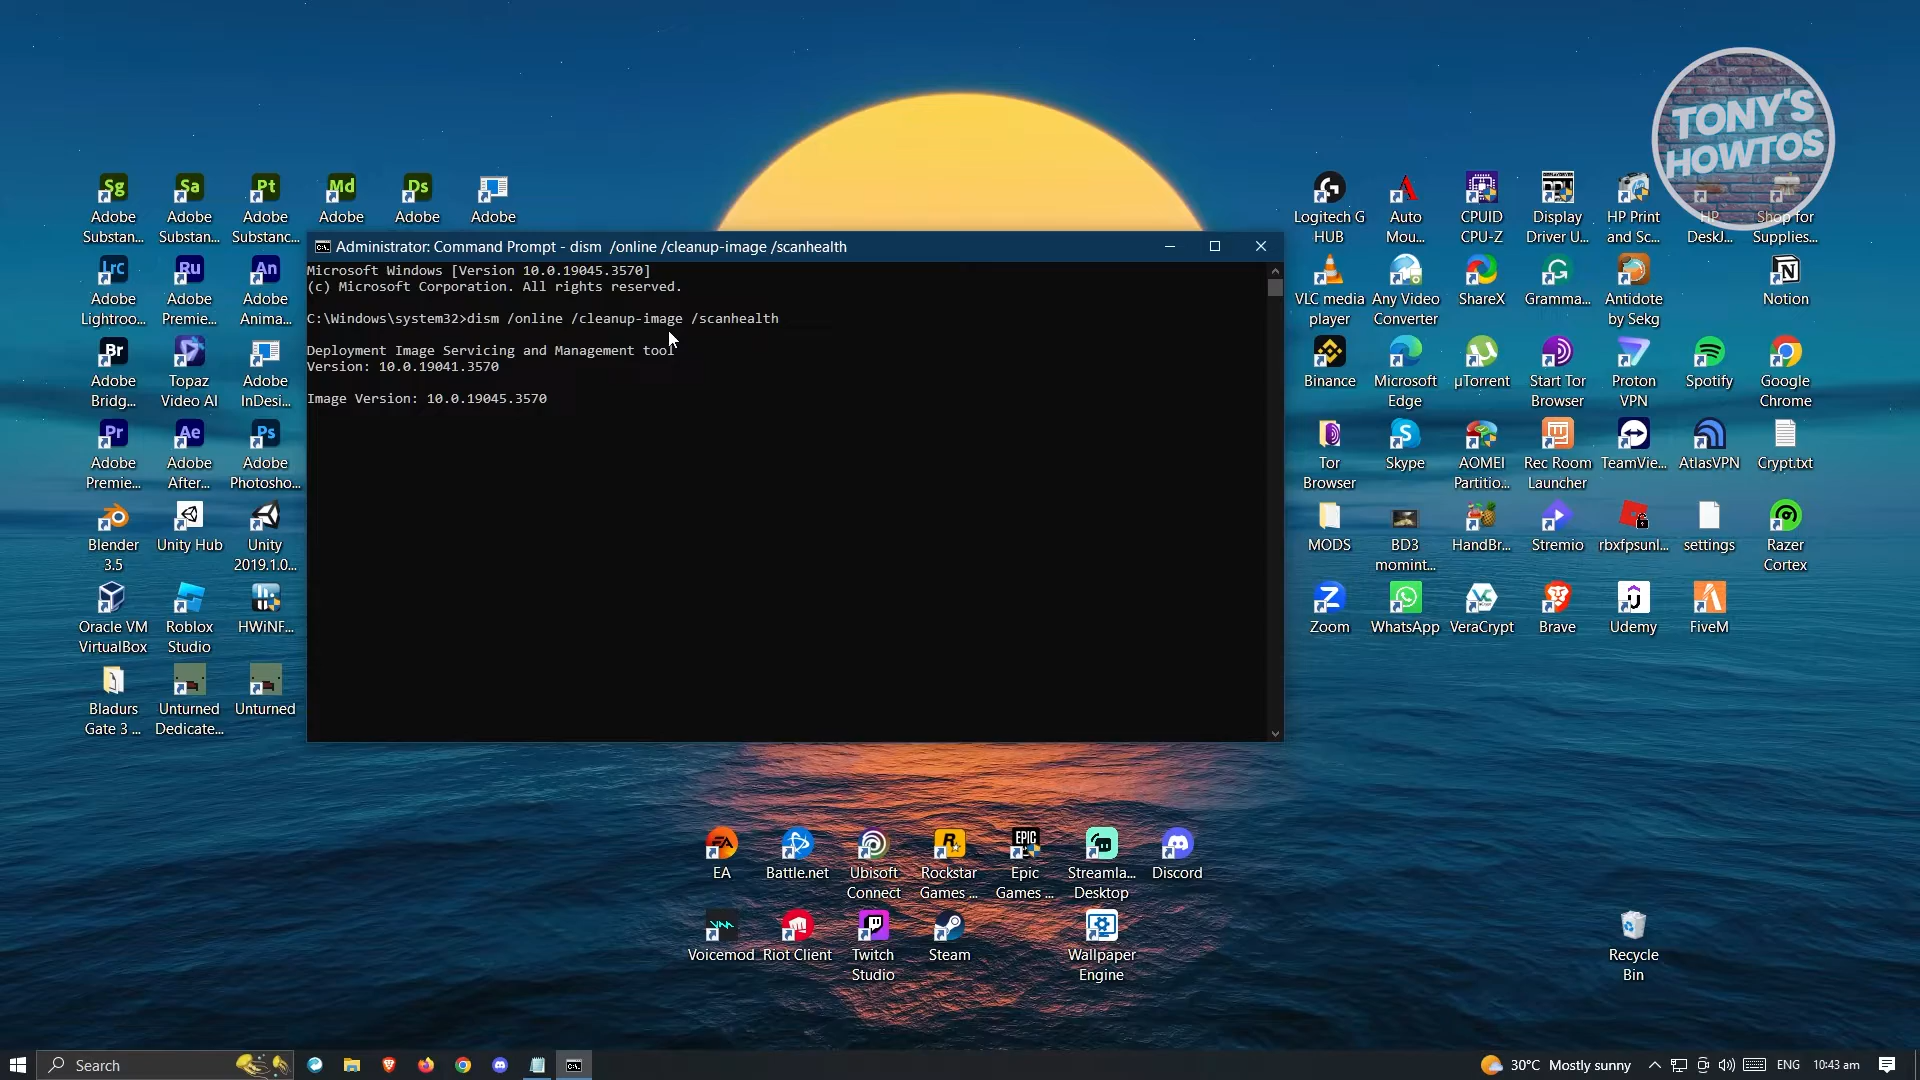 TONY'S
HOWTOS
Adobe Substan...
Adobe Substan...
Adobe Substanc...
Adobe
Adobe
Adobe
Logitech G HUB
Auto Mou...
CPUID CPU-Z
Display Driver U...
HP Print and Sc...
HP DeskJ...
Shop for Supplies...
Administrator: Command Prompt - dism  /online /cleanup-image /scanhealth
Microsoft Windows [Version 10.0.19045.3570]
(c) Microsoft Corporation. All rights reserved.
C:\Windows\system32>dism /online /cleanup-image /scanhealth
Deployment Image Servicing and Management tool
Version: 10.0.19041.3570
Image Version: 10.0.19045.3570
Adobe Lightroo...
Adobe Premie...
Adobe Anima...
VLC media player
Any Video Converter
ShareX
Gramma...
Antidote by Sekg
Notion
Adobe Bridg...
Topaz Video AI
Adobe InDesi...
Binance
Microsoft Edge
µTorrent
Start Tor Browser
Proton VPN
Spotify
Google Chrome
Adobe Premie...
Adobe After...
Adobe Photosho...
Tor Browser
Skype
AOMEI Partitio...
Rec Room Launcher
TeamVie...
AtlasVPN
Crypt.txt
Blender 3.5
Unity Hub
Unity 2019.1.0...
MODS
BD3 momint...
HandBr...
Stremio
rbxfpsunl...
settings
Razer Cortex
Oracle VM VirtualBox
Roblox Studio
HWiNF...
Zoom
WhatsApp
VeraCrypt
Brave
Udemy
FiveM
Bladurs Gate 3 ...
Unturned Dedicate...
Unturned
EA
Battle.net
Ubisoft Connect
Rockstar Games ...
Epic Games ...
Streamla... Desktop
Discord
Voicemod
Riot Client
Twitch Studio
Steam
Wallpaper Engine
Recycle Bin
Search
30°C Mostly sunny
ENG
10:43 am